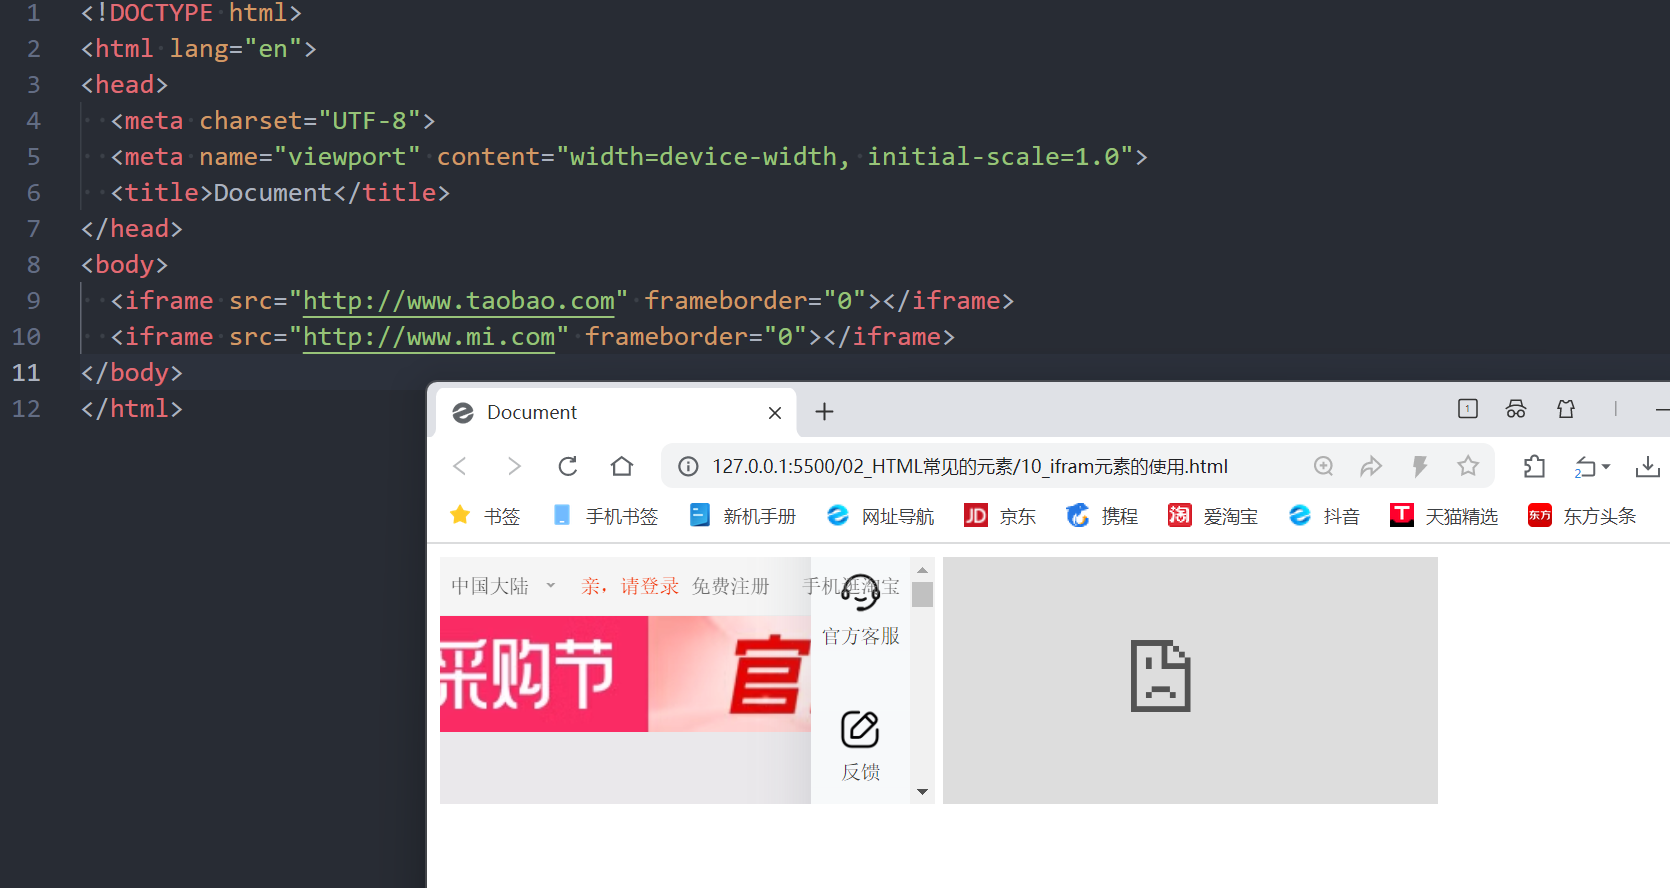 1 <!DOCTYPE html>
2 <html lang="en">
3 <head>
4 <meta charset="UTF-8">
5 <meta name="viewport" content="width=device-width, initial-scale=1.0">
6 <title>Document</title>
7 </head>
8 <body>
9 <iframe src="http://www.taobao.com" frameborder="0"></iframe>
10 <iframe src="http://www.mi.com" frameborder="0"></iframe>
11 </body>
12 </html>
Document
1
127.0.0.1:5500/02_HTML常见的元素/10_ifram元素的使用.html
2
书签 手机书签 新机手册 网址导航 JD 京东 携程 淘 爱淘宝 抖音 T 天猫精选 东方 东方头条
中国大陆 亲，请登录 免费注册 手机逛淘宝
官方客服
采购节 官
反馈